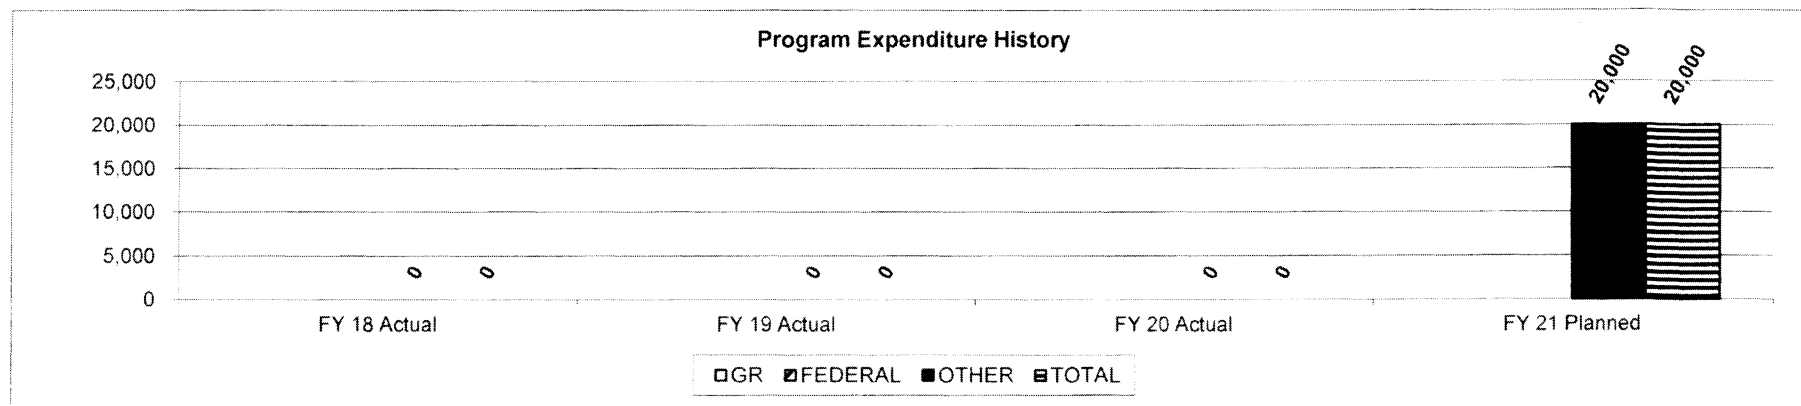 Program Expenditure History
20,000 20,000
25,000
20,000
15,000
10,000
5,000
0 0 0 0 0 0
0
FY 18 Actual FY 19 Actual FY 20 Actual FY 21 Planned
GR FEDERAL OTHER TOTAL